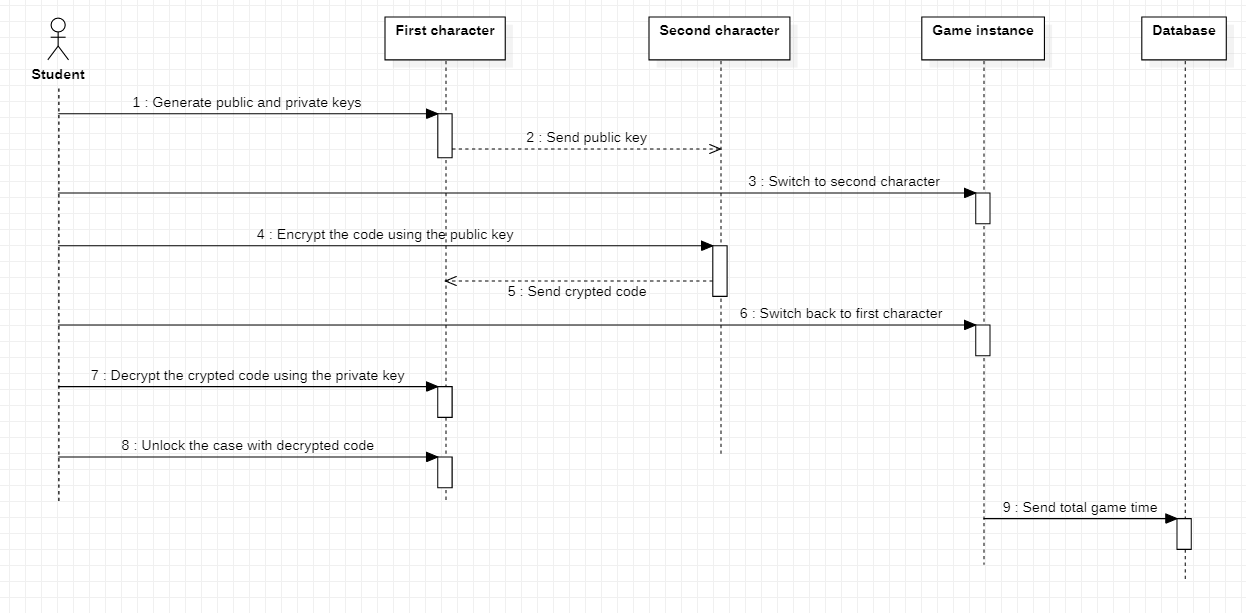 First character
Second character
Game instance
Database
Student
1 : Generate public and private keys
2 : Send public key
3 : Switch to second character
4 : Encrypt the code using the public key
5 : Send crypted code
6 : Switch back to first character
7 : Decrypt the crypted code using the private key
8 : Unlock the case with decrypted code
9 : Send total game time